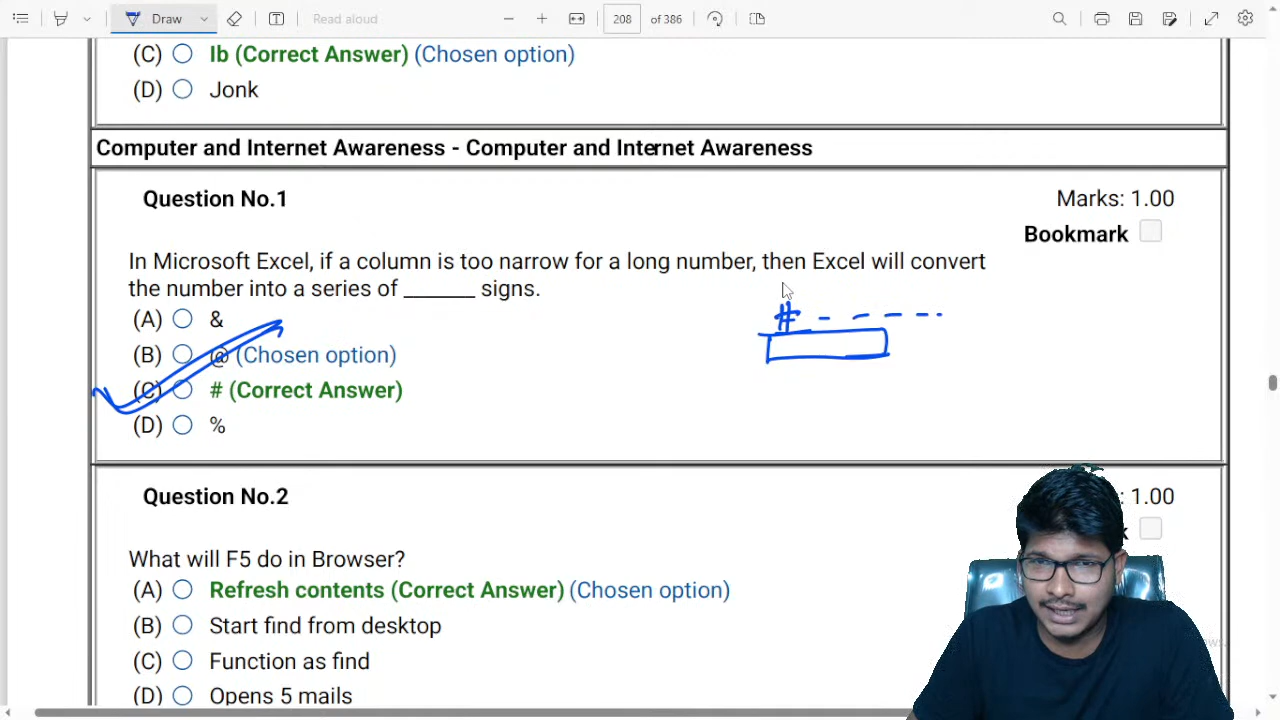 Draw
Read aloud
208 of 386
(C) Ib (Correct Answer) (Chosen option)
(D) Jonk
Computer and Internet Awareness - Computer and Internet Awareness
Question No.1
Marks: 1.00
Bookmark
In Microsoft Excel, if a column is too narrow for a long number, then Excel will convert
the number into a series of ______ signs.
(A) &
(B) @ (Chosen option)
(C) # (Correct Answer)
(D) %
# - - - - -
Question No.2
: 1.00
k
What will F5 do in Browser?
(A) Refresh contents (Correct Answer) (Chosen option)
(B) Start find from desktop
(C) Function as find
(D) Opens 5 mails